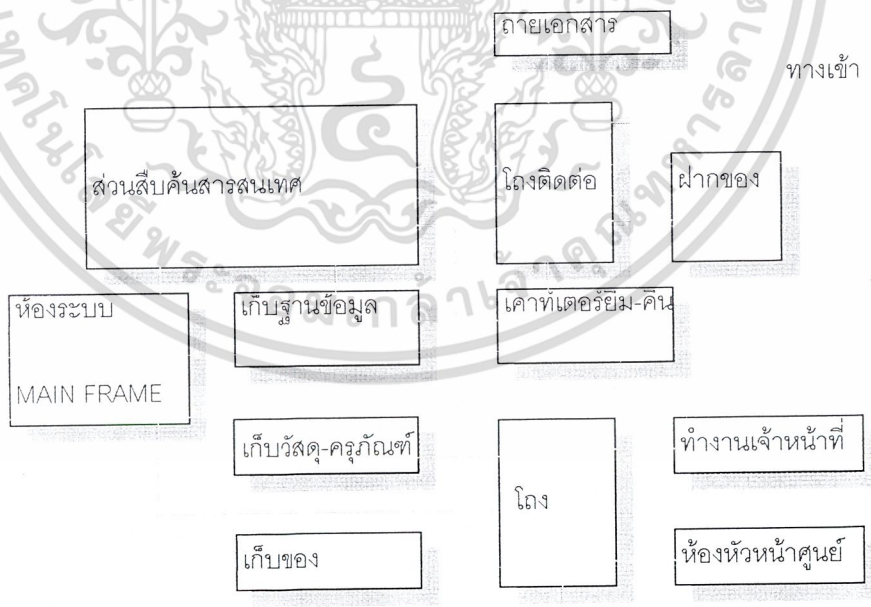 ถ่ายเอกสาร
ทางเข้า
ส่วนสืบค้นสารสนเทศ
โถงติดต่อ
ฝากของ
ห้องระบบ
MAIN FRAME
เก็บฐานข้อมูล
เคาท์เตอร์ยืม-คืน
เก็บวัสดุ-ครุภัณฑ์
โถง
ทำงานเจ้าหน้าที่
เก็บของ
ห้องหัวหน้าศูนย์